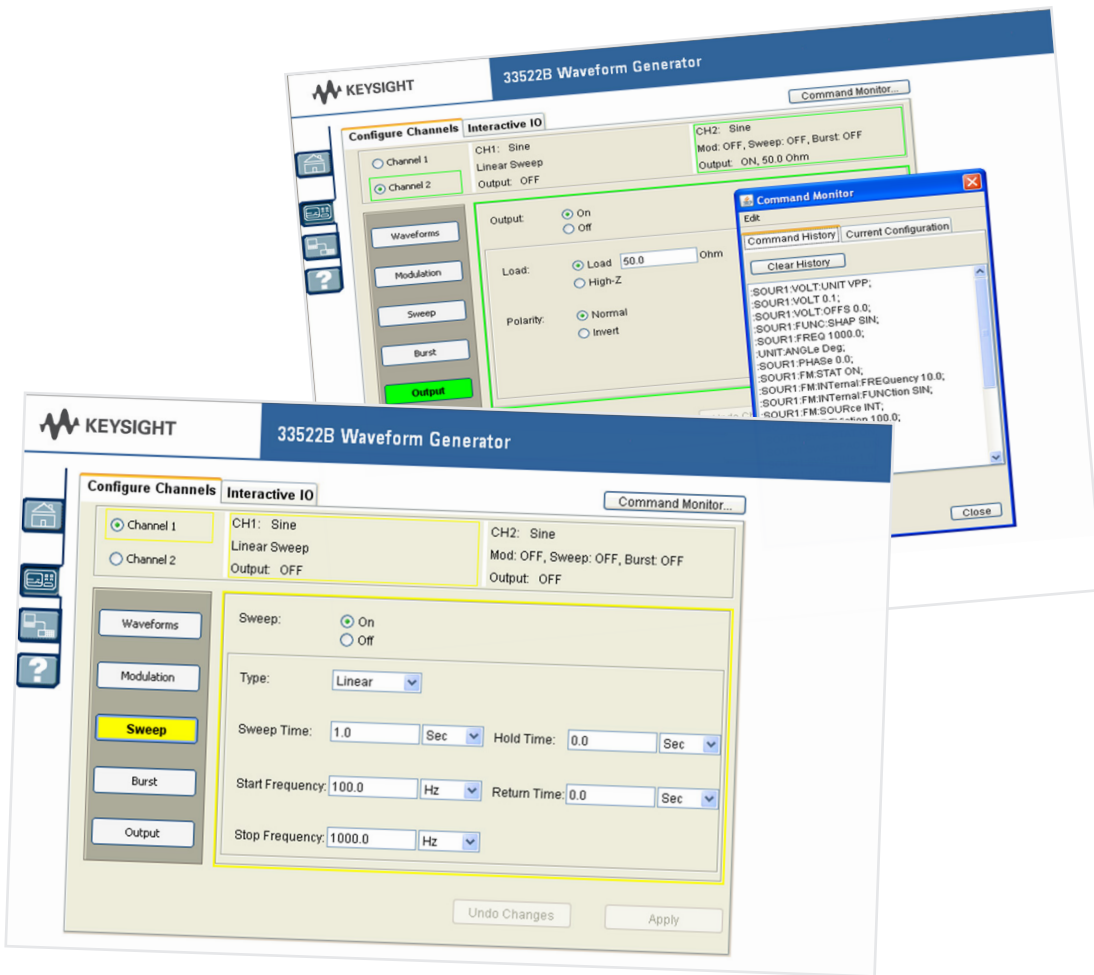 KEYSIGHT
33522B Waveform Generator
Command Monitor...
Configure Channels
Interactive IO
Channel 1
Channel 2
CH1: Sine
Linear Sweep
Output: OFF
CH2: Sine
Mod: OFF, Sweep: OFF, Burst: OFF
Output: ON, 50.0 Ohm
Waveforms
Modulation
Sweep
Burst
Output
Output:
On
Off
Load:
Load
50.0
Ohm
High-Z
Polarity:
Normal
Invert
Command Monitor
Edit
Command History
Current Configuration
Clear History
:SOUR1:VOLT:UNIT VPP;
:SOUR1:VOLT 0.1;
:SOUR1:VOLT:OFFS 0.0;
:SOUR1:FUNC:SHAP SIN;
:SOUR1:FREQ 1000.0;
:UNIT:ANGLe Deg;
:SOUR1:PHASe 0.0;
:SOUR1:FM:STAT ON;
:SOUR1:FM:INTernal:FREQuency 10.0;
:SOUR1:FM:INTernal:FUNCtion SIN;
:SOUR1:FM:SOURce INT;
100.0;
Close
KEYSIGHT
33522B Waveform Generator
Configure Channels
Interactive IO
Command Monitor...
Channel 1
Channel 2
CH1: Sine
Linear Sweep
Output: OFF
CH2: Sine
Mod: OFF, Sweep: OFF, Burst: OFF
Output: OFF
Waveforms
Modulation
Sweep
Burst
Output
Sweep:
On
Off
Type:
Linear
Sweep Time:
1.0
Sec
Hold Time:
0.0
Sec
Start Frequency:
100.0
Hz
Return Time:
0.0
Sec
Stop Frequency:
1000.0
Hz
Undo Changes
Apply